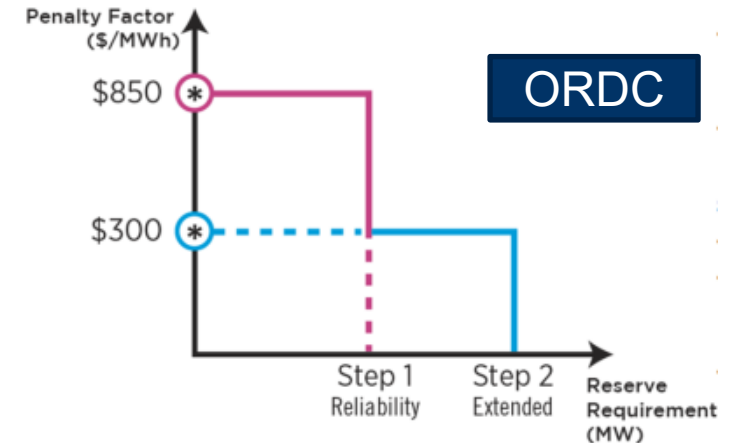 Penalty Factor
($/MWh)
ORDC
$850 *
$300 *
Step 1
Reliability
Step 2
Extended
Reserve
Requirement
(MW)